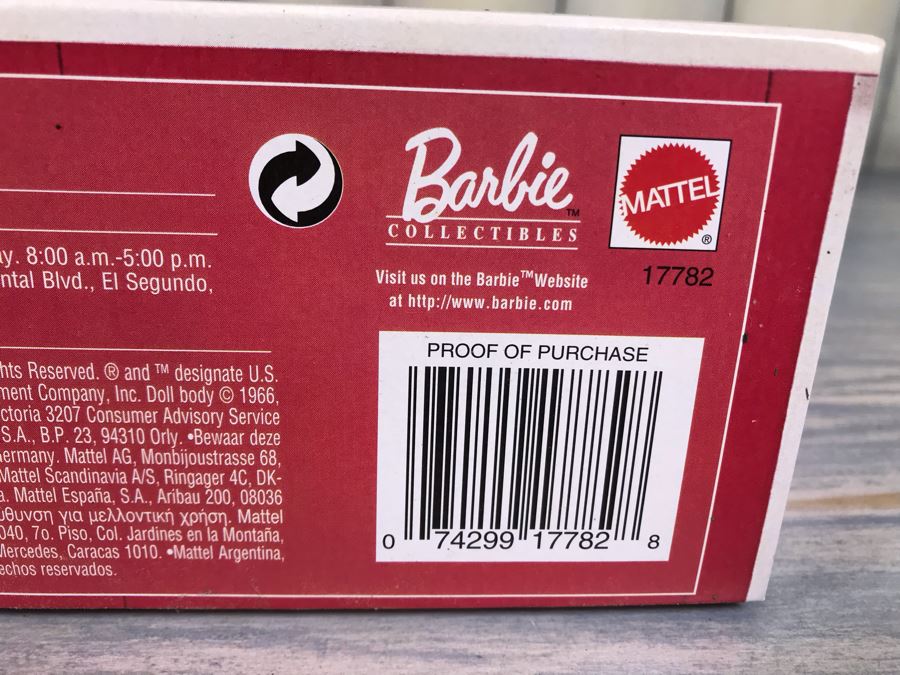 Barbie™
COLLECTIBLES
MATTEL®
Visit us on the Barbie™ Website
at http://www.barbie.com
17782
y. 8:00 a.m.-5:00 p.m.
ntal Blvd., El Segundo,
hts Reserved. ® and ™ designate U.S.
ment Company, Inc. Doll body © 1966,
ctoria 3207 Consumer Advisory Service
S.A., B.P. 23, 94310 Orly. •Bewaar deze
ermany. Mattel AG, Monbijoustrasse 68,
Mattel Scandinavia A/S, Ringager 4C, DK-
a. Mattel España, S.A., Aribau 200, 08036
ύθυνση για μελλοντική χρήση. Mattel
040, 7o. Piso, Col. Jardines en la Montaña,
Mercedes, Caracas 1010. •Mattel Argentina,
echos reservados.
PROOF OF PURCHASE
0 74299 17782 8